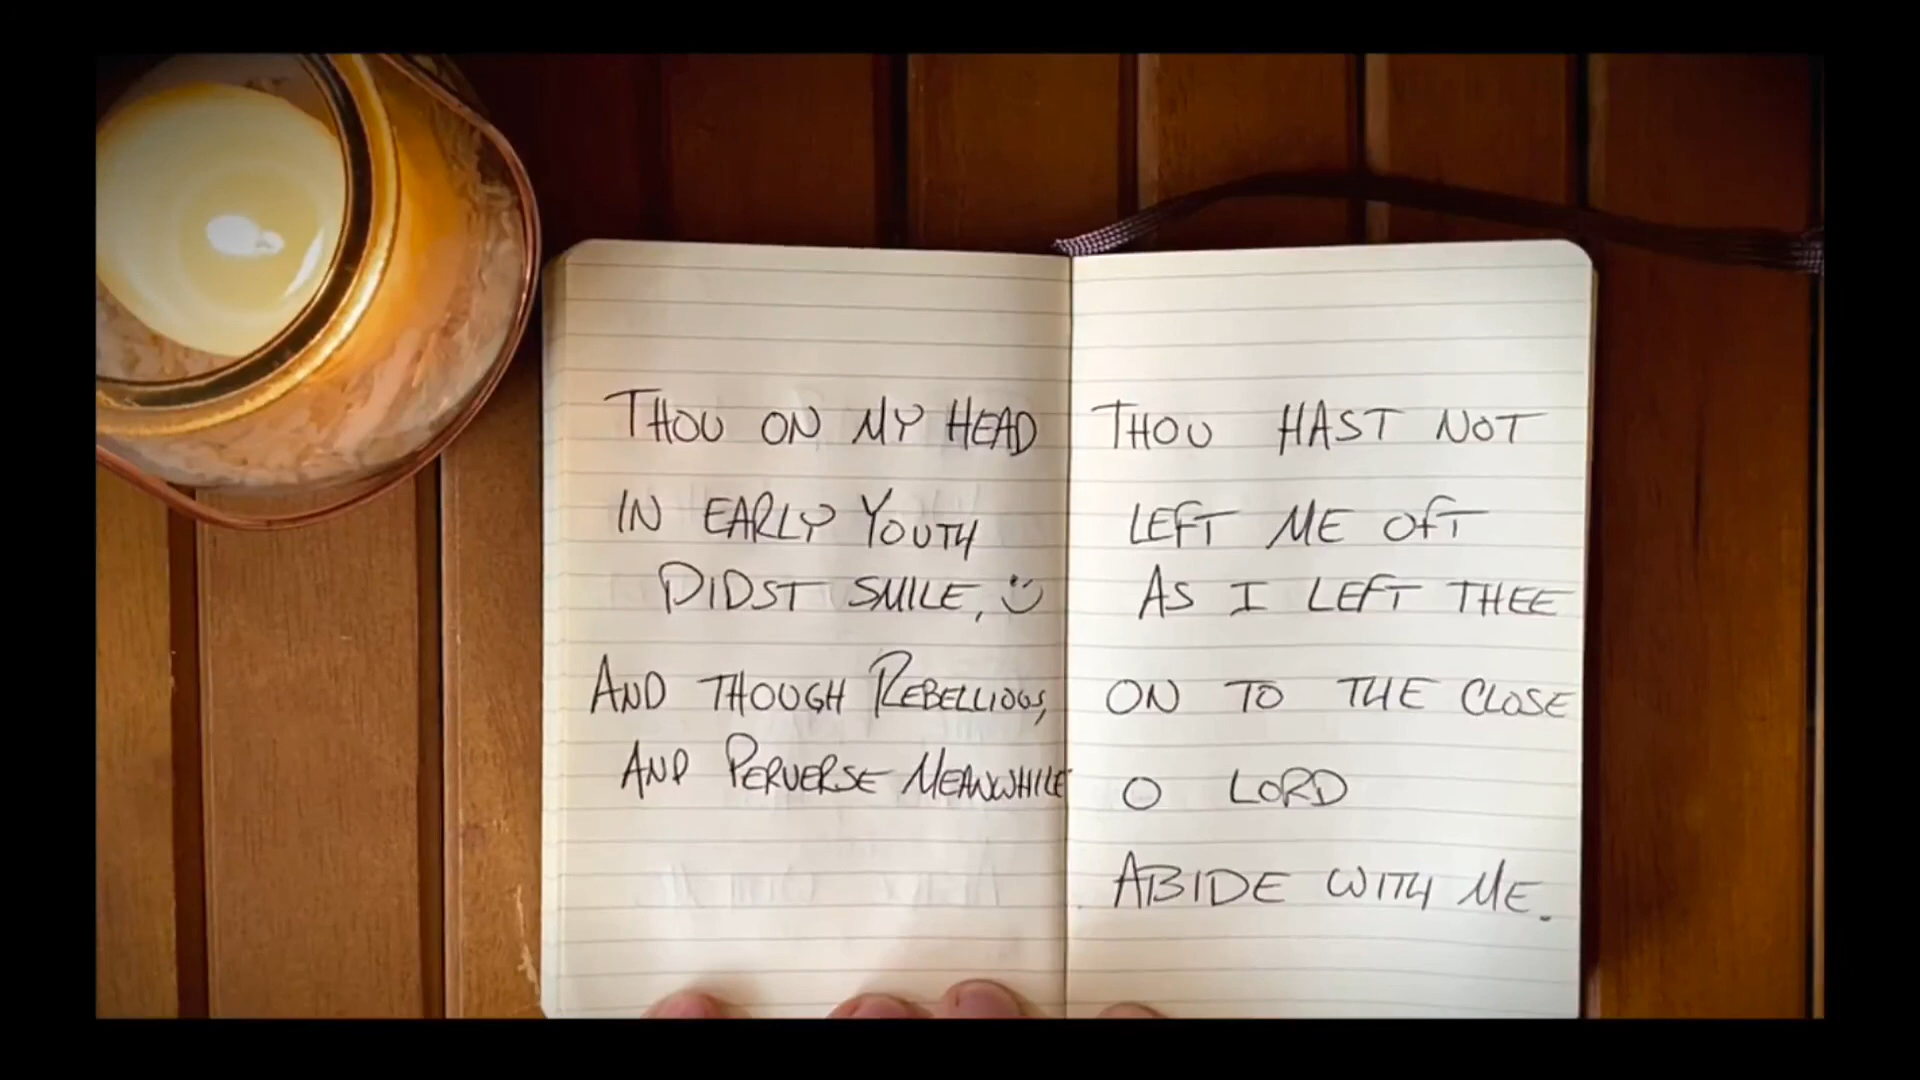 THOU ON MY HEAD
IN EARLY YOUTH
DIDST SMILE,
AND THOUGH REBELLIOUS,
AND PERVERSE MEANWHILE
THOU HAST NOT
LEFT ME OFT
AS I LEFT THEE
ON TO THE CLOSE
O LORD
ABIDE WITH ME.